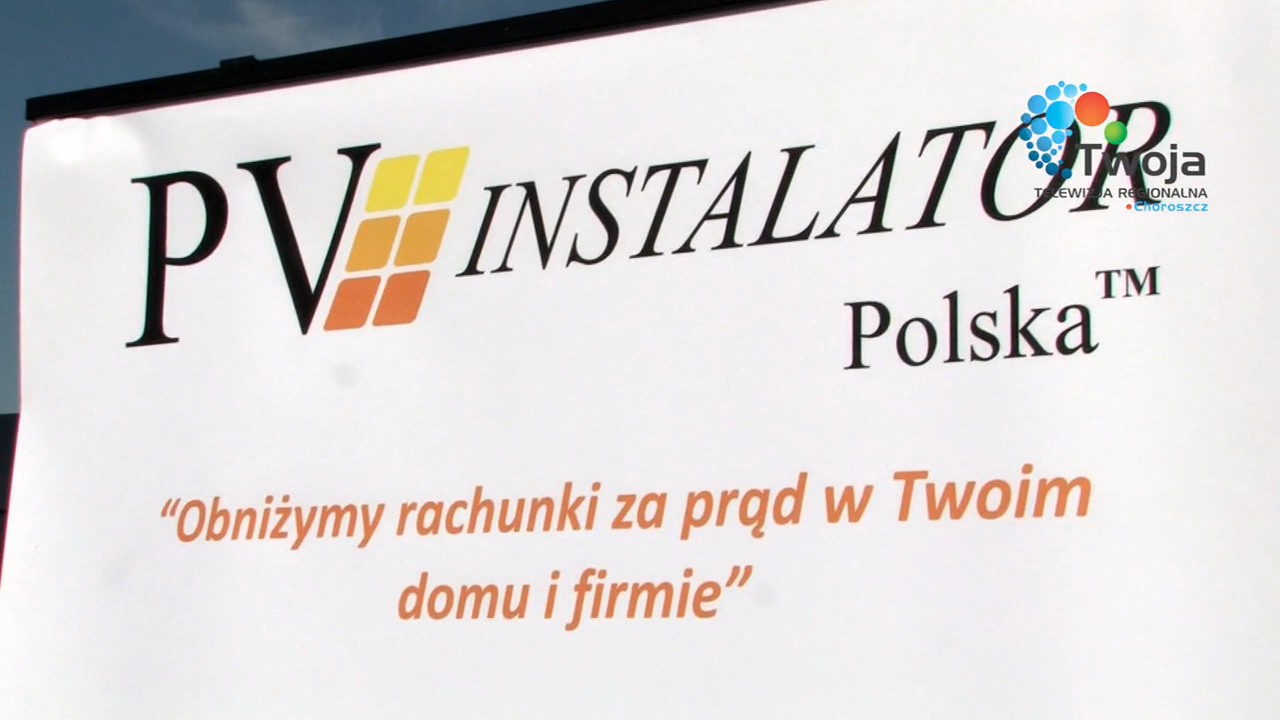 PV INSTALATOR
Polska™
“Obniżymy rachunki za prąd w Twoim
domu i firmie”
Twoja
TELEWIZJA REGIONALNA
Choroszcz